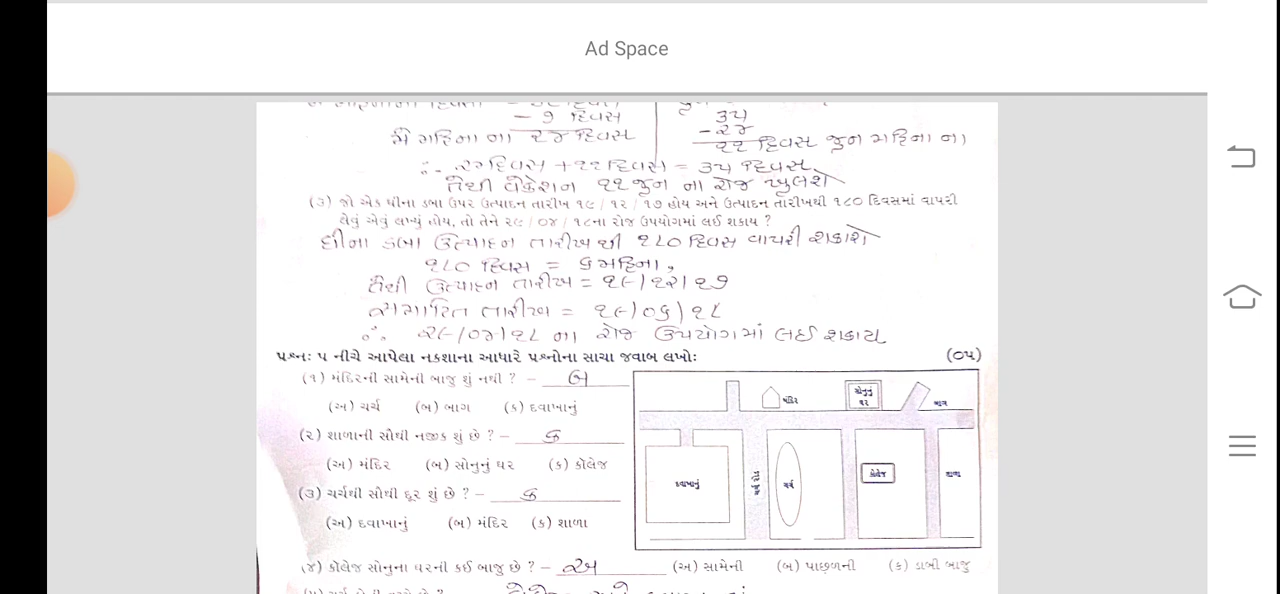 Ad Space
- ૭ દિવસ
૩૫
મે મહિના ના ૨૪ દિવસ
- ૨૪
૧૧ દિવસ જુન મહિના ના
∴ ૨૪ દિવસ + ૧૧ દિવસ = ૩૫ દિવસ
તેથી વેકેશન ૧૧ જુન ના રોજ ખુલશે
(૩) જો એક ઘીના ડબા ઉપર ઉત્પાદન તારીખ ૧૯ / ૧૨ / ૧૭ હોય અને ઉત્પાદન તારીખથી ૧૮૦ દિવસમાં વાપરી
લેવું એવું લખ્યું હોય, તો તેને ૨૯ / ૦૪ / ૧૮ના રોજ ઉપયોગમાં લઈ શકાય ?
ઘીના ડબા ઉત્પાદન તારીખ થી ૧૮૦ દિવસ વાપરી શકાશે
૧૮૦ દિવસ = ૬ મહિના,
તેથી ઉત્પાદન તારીખ = ૧૯/૧૨/૧૭
સમાપ્તિ તારીખ = ૧૯/૦૬/૧૮
∴ ૨૯/૦૪/૧૮ ના રોજ ઉપયોગમાં લઈ શકાય
પ્રશ્નઃ ૫ નીચે આપેલા નકશાના આધારે પ્રશ્નોના સાચા જવાબ લખોઃ (૦૫)
(૧) મંદિરની સામેની બાજુ શું નથી ? – બ
(અ) ચર્ચ (બ) બાગ (ક) દવાખાનું
(૨) શાળાની સૌથી નજીક શું છે ? – ક
(અ) મંદિર (બ) સોનુનું ઘર (ક) કોલેજ
(૩) ચર્ચથી સૌથી દૂર શું છે ? – ક
(અ) દવાખાનું (બ) મંદિર (ક) શાળા
મંદિર
સોનુનું
ઘર
બાગ
દવાખાનું
ચર્ચ રોડ
ચર્ચ
કોલેજ
શાળા
(૪) કોલેજ સોનુના ઘરની કઈ બાજુ છે ? – અ (અ) સામેની (બ) પાછળની (ક) ડાબી બાજુ